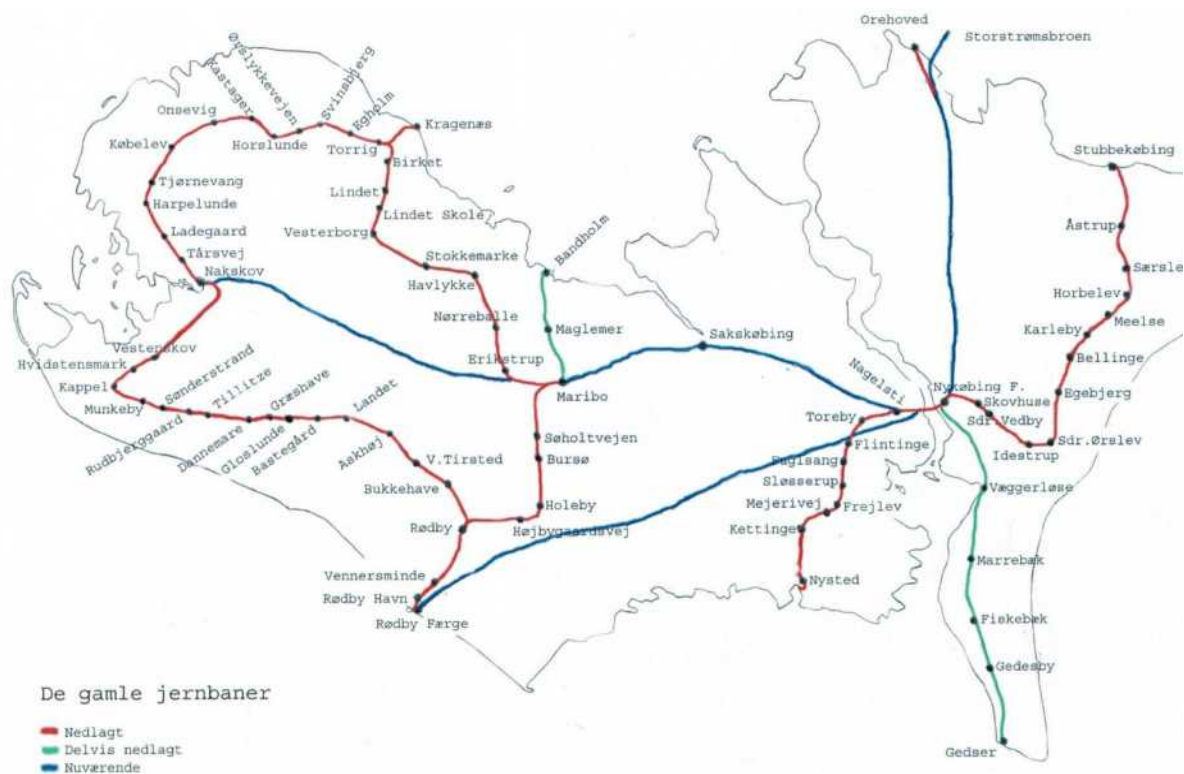 Orehoved
Storstrømsbroen
Ørslykkevejen
Kastager
Svinsbjerg
Egholm
Onsevig
Kragenæs
Horslunde
Torrig
Købelev
Birket
Stubbekøbing
Tjørnevang
Lindet
Harpelunde
Lindet Skole
Ladegaard
Vesterborg
Bandholm
Åstrup
Tårsvej
Stokkemarke
Nakskov
Havlykke
Særslev
Horbelev
Nørreballe
Maglemer
Sakskøbing
Karleby
Meelse
Vestenskov
Hvidstensmark
Erikstrup
Bellinge
Kappel
Sønderstrand
Tillitze
Græshave
Landet
Maribo
Nagelsti
Nykøbing F.
Egebjerg
Munkeby
Skovhuse
Toreby
Sdr.Vedby
Rudbjerggaard
Dannemare
Gloslunde
Bastegård
Askhøj
Søholtvejen
Flintinge
Sdr.Ørslev
Idestrup
V.Tirsted
Bursø
Fuglsang
Bukkehave
Sløsserup
Væggerløse
Holeby
Mejerivej
Frejlev
Rødby
Højbygaardsvej
Kettinge
Marrebæk
Vennersminde
Nysted
Rødby Havn
Rødby Færge
Fiskebæk
Gedesby
De gamle jernbaner
Nedlagt
Delvis nedlagt
Nuværende
Gedser